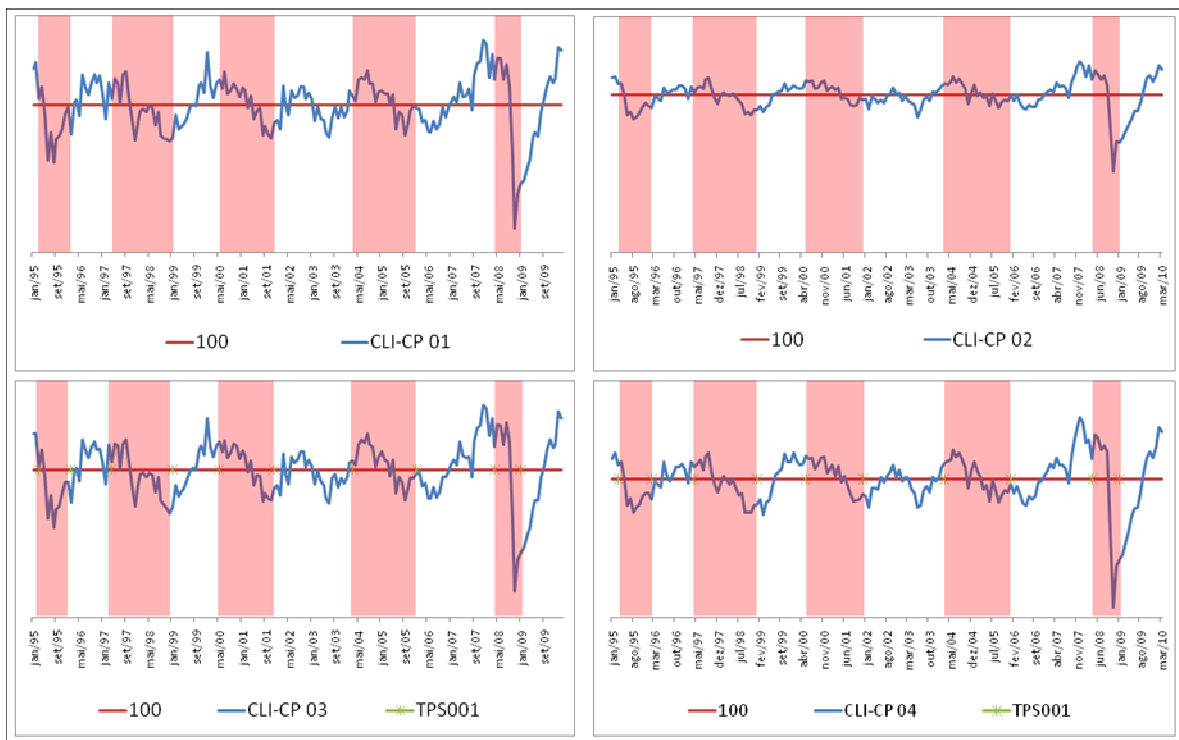 jan/95 set/95 mai/96 jan/97 set/97 mai/98 jan/99 set/99 mai/00 jan/01 set/01 mai/02 jan/03 set/03 mai/04 jan/05 set/05 mai/06 jan/07 set/07 mai/08 jan/09 set/09
100 CLI-CP 01
jan/95 ago/95 mar/96 out/96 mai/97 dez/97 jul/98 fev/99 set/99 abr/00 nov/00 jun/01 jan/02 ago/02 mar/03 out/03 mai/04 dez/04 jul/05 fev/06 set/06 abr/07 nov/07 jun/08 jan/09 ago/09 mar/10
100 CLI-CP 02
jan/95 set/95 mai/96 jan/97 set/97 mai/98 jan/99 set/99 mai/00 jan/01 set/01 mai/02 jan/03 set/03 mai/04 jan/05 set/05 mai/06 jan/07 set/07 mai/08 jan/09 set/09
100 CLI-CP 03 TPS001
jan/95 ago/95 mar/96 out/96 mai/97 dez/97 jul/98 fev/99 set/99 abr/00 nov/00 jun/01 jan/02 ago/02 mar/03 out/03 mai/04 dez/04 jul/05 fev/06 set/06 abr/07 nov/07 jun/08 jan/09 ago/09 mar/10
100 CLI-CP 04 TPS001